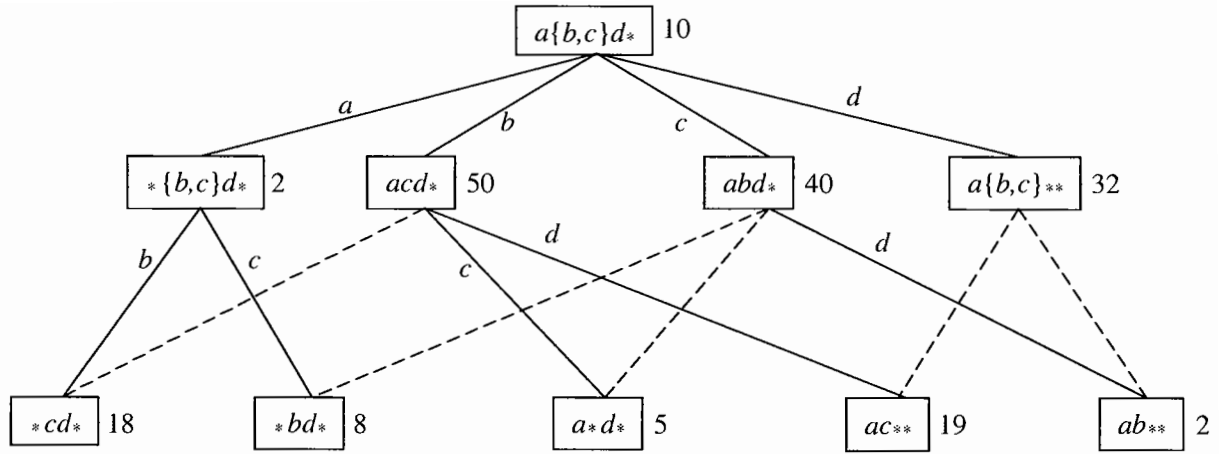 a{b,c}d* 10
a b c d
*{b,c}d* 2 acd* 50 abd* 40 a{b,c}** 32
b c c d d
*cd* 18 *bd* 8 a*d* 5 ac** 19 ab** 2